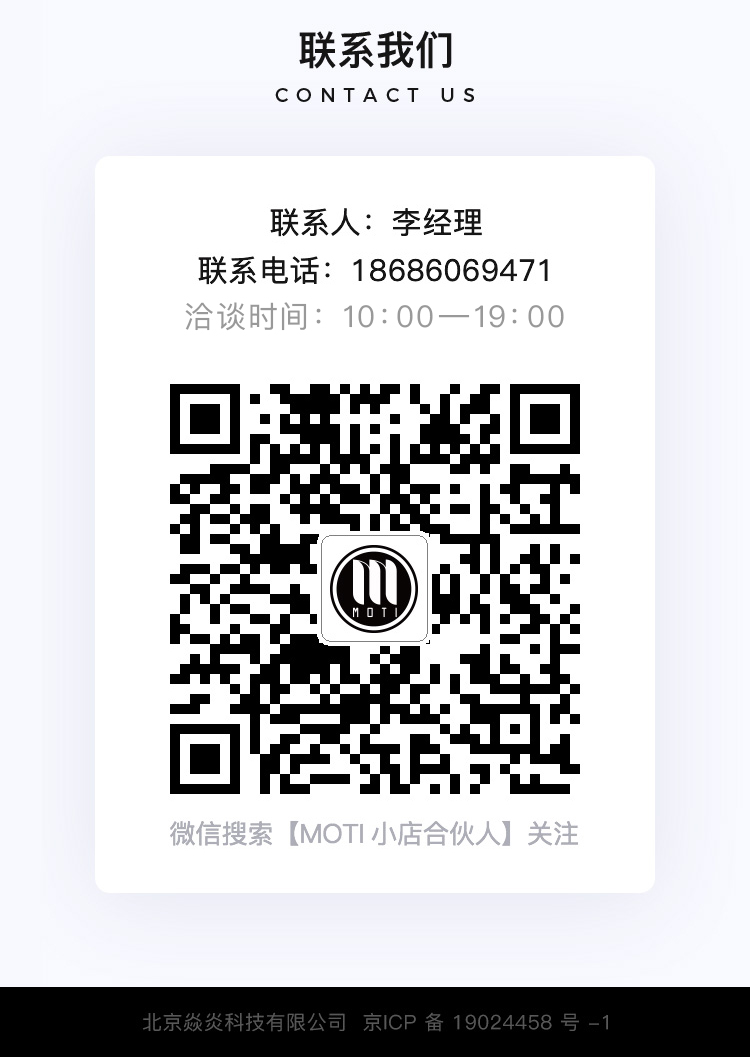 联系我们
CONTACT US
联系人：李经理
联系电话：18686069471
洽谈时间：10:00—19:00
MOTI
微信搜索【MOTI 小店合伙人】关注
北京焱炎科技有限公司 京ICP 备 19024458 号 -1